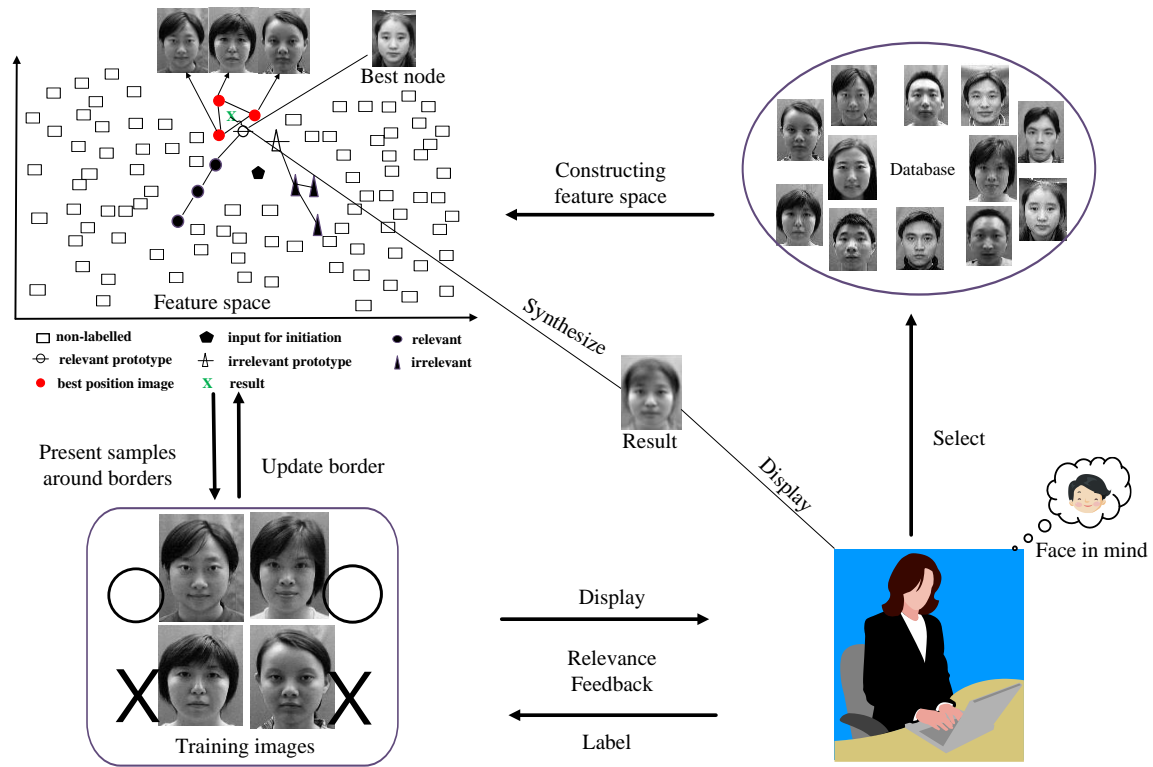 Best node
X
Feature space
non-labelled
input for initiation
relevant
relevant prototype
irrelevant prototype
irrelevant
best position image
X result
Constructing
feature space
Database
Synthesize
Result
Display
Select
Face in mind
Present samples
around borders
Update border
X
X
Training images
Display
Relevance
Feedback
Label